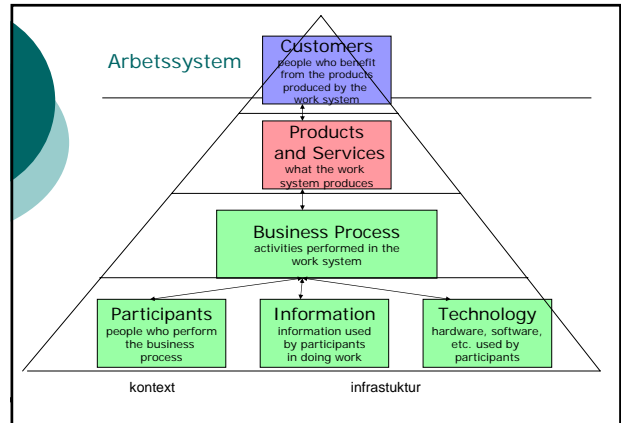 Arbetssystem
Customers
people who benefit
from the products
produced by the
work system
Products
and Services
what the work
system produces
Business Process
activities performed in the
work system
Participants
people who perform
the business
process
Information
information used
by participants
in doing work
Technology
hardware, software,
etc. used by
participants
kontext
infrastuktur